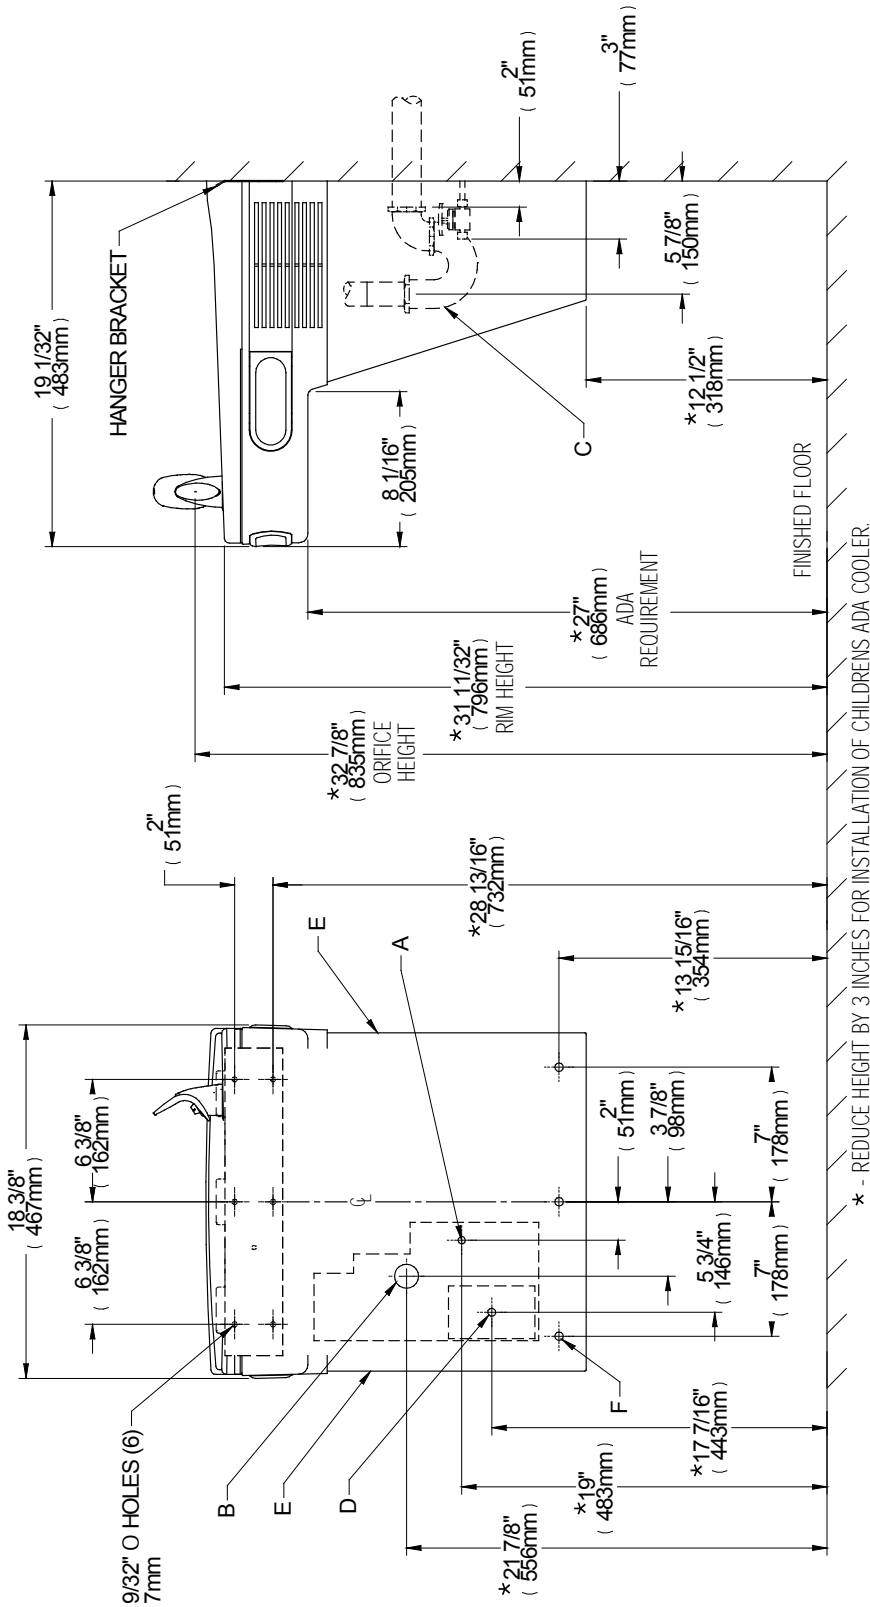 18 3/8"
( 467mm )
6 3/8"
( 162mm )
6 3/8"
( 162mm )
9/32" O HOLES (6)
7mm
B
E
D
℄
E
A
F
2"
( 51mm )
*28 13/16"
( 732mm )
*13 15/16"
( 354mm )
2"
( 51mm )
3 7/8"
( 98mm )
5 3/4"
( 146mm )
7"
( 178mm )
7"
( 178mm )
*17 7/16"
( 443mm )
*19"
( 483mm )
*21 7/8"
( 556mm )
19 1/32"
( 483mm )
HANGER BRACKET
8 1/16"
( 205mm )
C
2"
( 51mm )
3"
( 77mm )
5 7/8"
( 150mm )
*12 1/2"
( 318mm )
*27"
( 686mm )
ADA
REQUIREMENT
*31 11/32"
( 796mm )
RIM HEIGHT
*32 7/8"
( 835mm )
ORIFICE
HEIGHT
FINISHED FLOOR
* - REDUCE HEIGHT BY 3 INCHES FOR INSTALLATION OF CHILDRENS ADA COOLER.